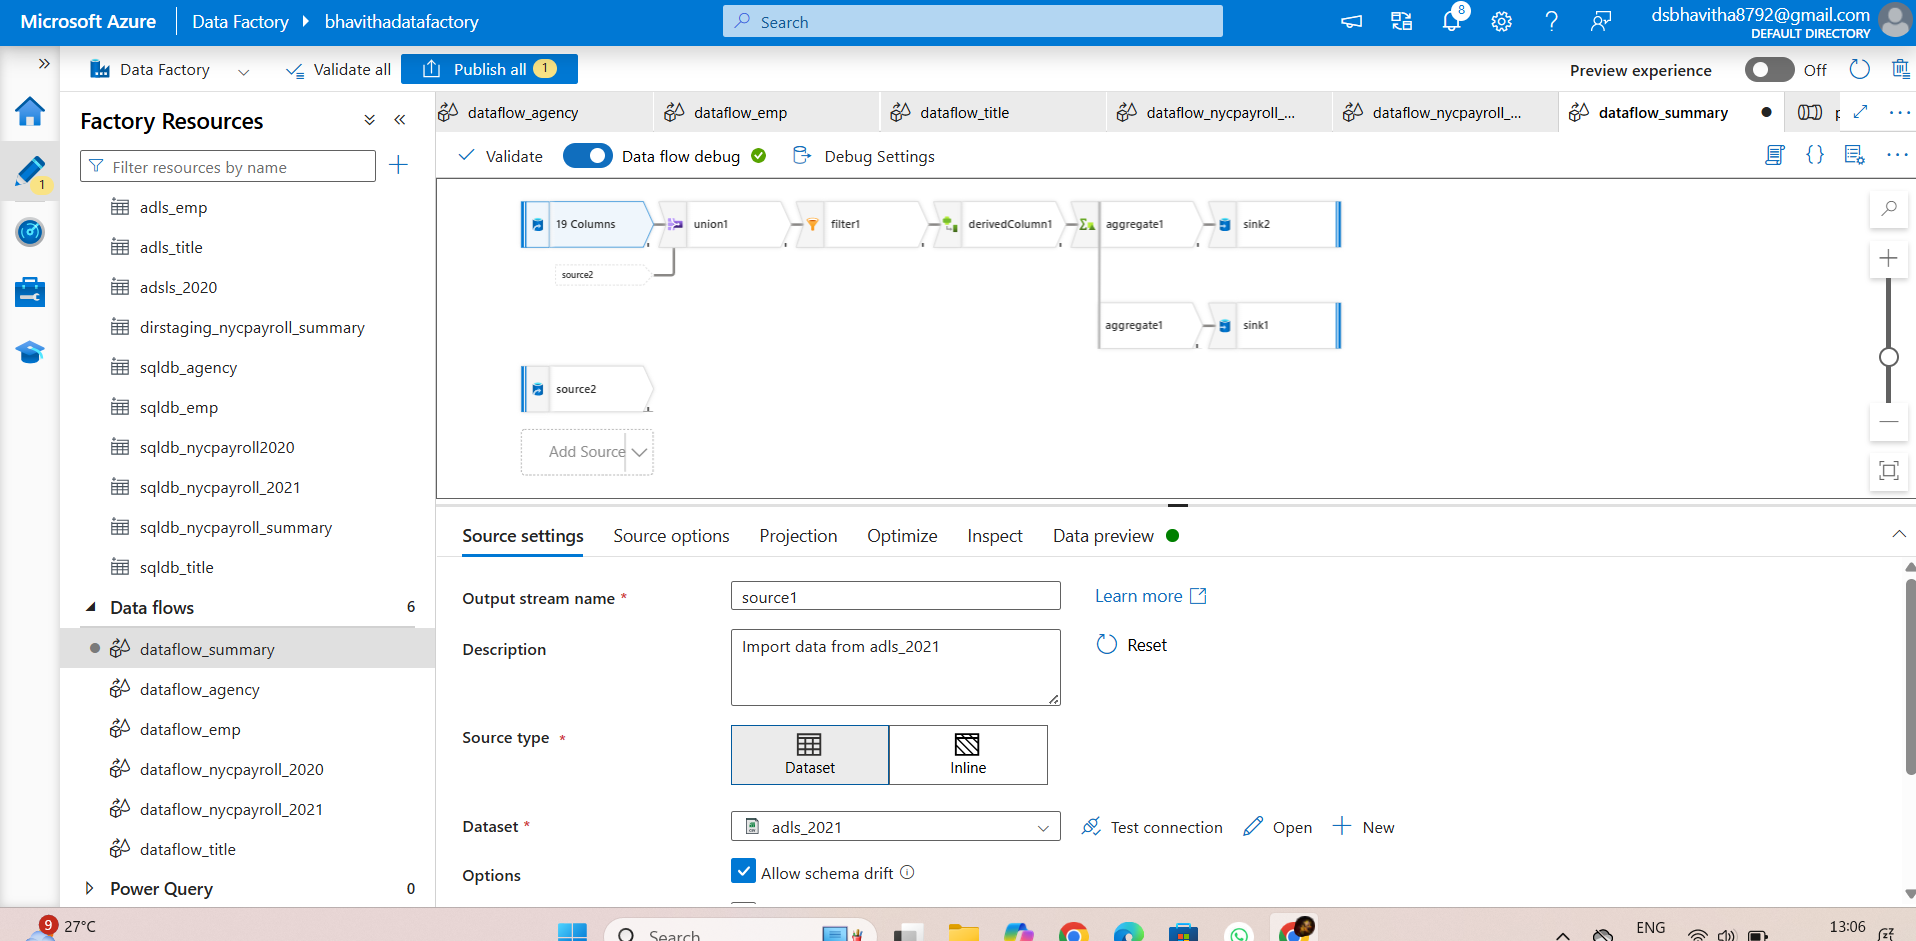 Microsoft Azure
Data Factory
bhavithadatafactory
Search
8
dsbhavitha8792@gmail.com
DEFAULT DIRECTORY
Data Factory
Validate all
Publish all
1
Preview experience
Off
1
Factory Resources
Filter resources by name
adls_emp
adls_title
adsls_2020
dirstaging_nycpayroll_summary
sqldb_agency
sqldb_emp
sqldb_nycpayroll2020
sqldb_nycpayroll_2021
sqldb_nycpayroll_summary
sqldb_title
Data flows
6
dataflow_summary
dataflow_agency
dataflow_emp
dataflow_nycpayroll_2020
dataflow_nycpayroll_2021
dataflow_title
Power Query
0
dataflow_agency
dataflow_emp
dataflow_title
dataflow_nycpayroll_...
dataflow_nycpayroll_...
dataflow_summary
Validate
Data flow debug
Debug Settings
19 Columns
union1
filter1
derivedColumn1
aggregate1
sink2
source2
aggregate1
sink1
source2
Add Source
Source settings
Source options
Projection
Optimize
Inspect
Data preview
Output stream name *
source1
Learn more
Description
Import data from adls_2021
Reset
Source type *
Dataset
Inline
Dataset *
adls_2021
Test connection
Open
New
Options
Allow schema drift
9
27°C
Search
ENG
13:06